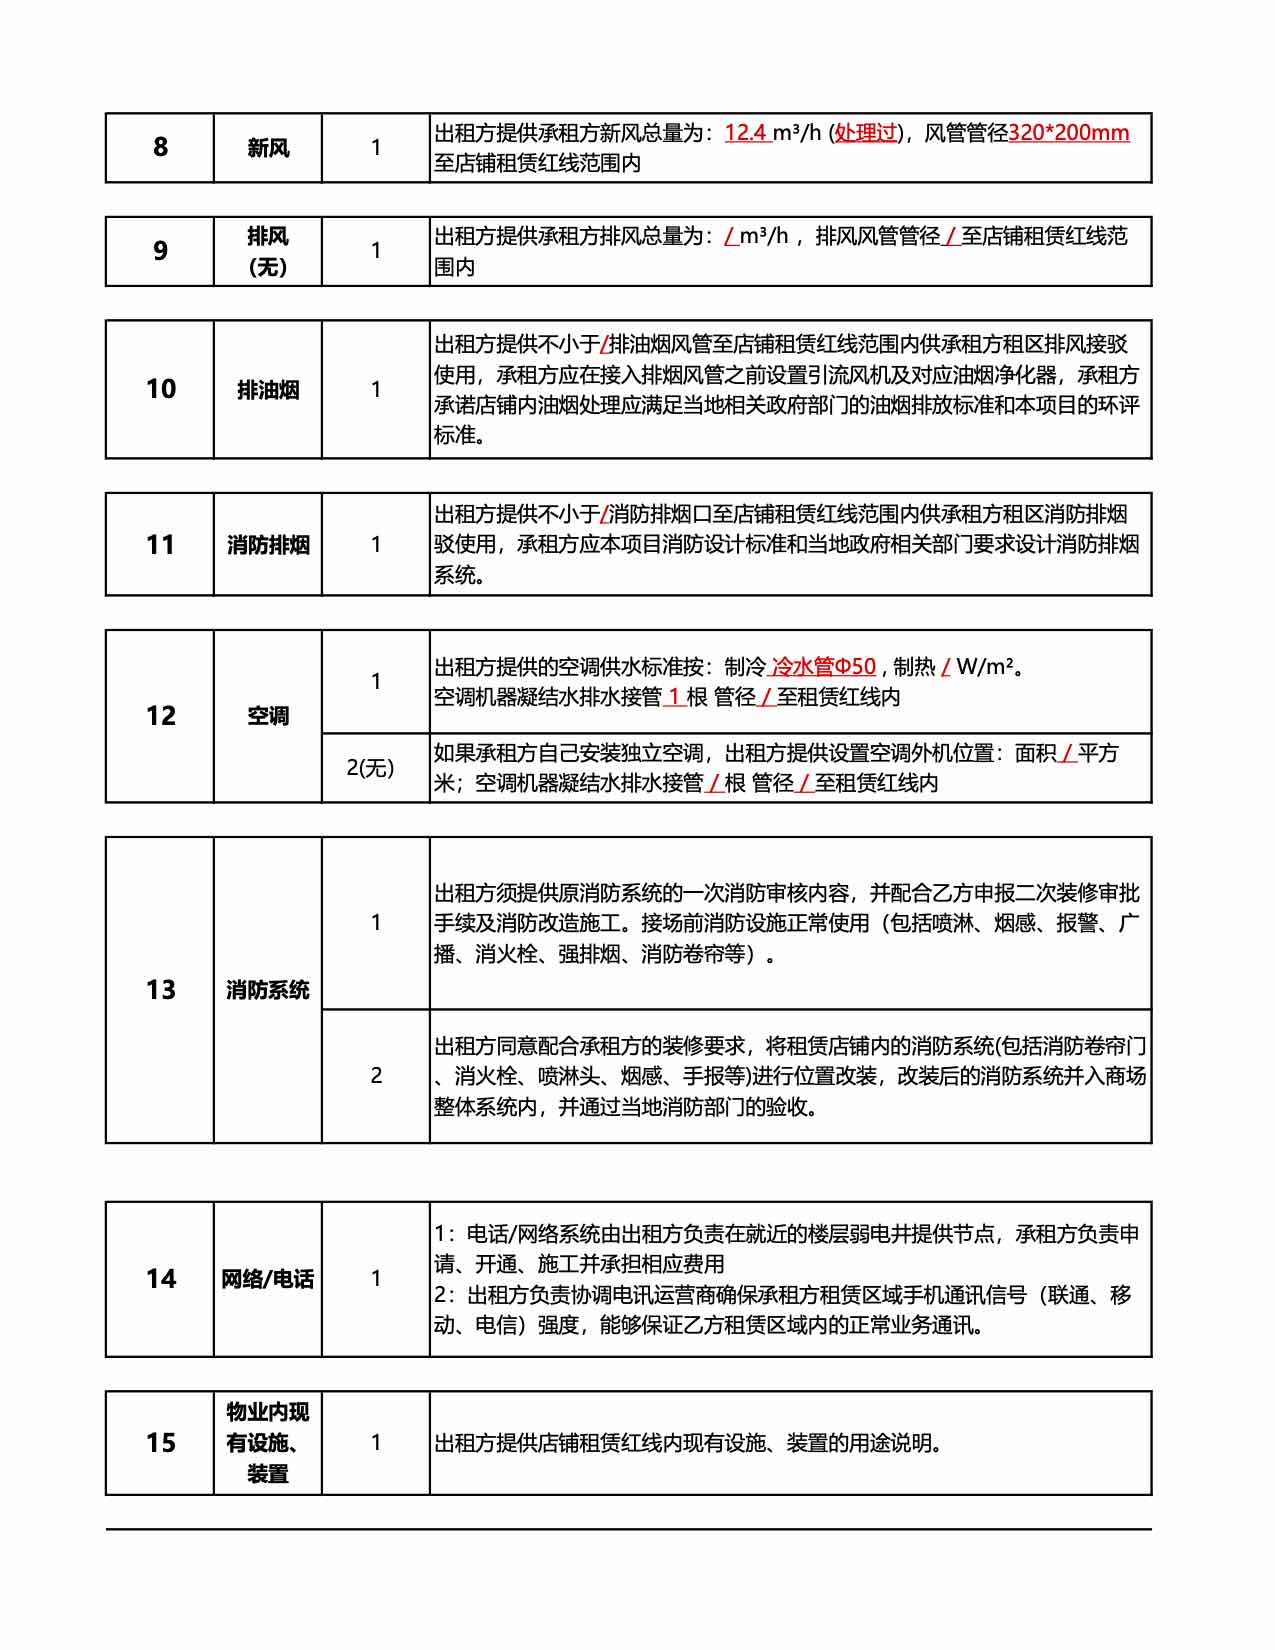 8
新风
1
出租方提供承租方新风总量为：12.4 m³/h (处理过)，风管管径320*200mm
至店铺租赁红线范围内
9
排风
(无)
1
出租方提供承租方排风总量为： / m³/h ，排风风管管径 / 至店铺租赁红线范
围内
10
排油烟
1
出租方提供不小于/排油烟风管至店铺租赁红线范围内供承租方租区排风接驳
使用，承租方应在接入排烟风管之前设置引流风机及对应油烟净化器，承租方
承诺店铺内油烟处理应满足当地相关政府部门的油烟排放标准和本项目的环评
标准。
11
消防排烟
1
出租方提供不小于/消防排烟口至店铺租赁红线范围内供承租方租区消防排烟
驳使用，承租方应本项目消防设计标准和当地政府相关部门要求设计消防排烟
系统。
12
空调
1
出租方提供的空调供水标准按：制冷 冷水管Φ50 , 制热 / W/m²。
空调机器凝结水排水接管 1 根 管径 / 至租赁红线内
2(无)
如果承租方自己安装独立空调，出租方提供设置空调外机位置：面积 / 平方
米；空调机器凝结水排水接管 / 根 管径 / 至租赁红线内
13
消防系统
1
出租方须提供原消防系统的一次消防审核内容，并配合乙方申报二次装修审批
手续及消防改造施工。接场前消防设施正常使用（包括喷淋、烟感、报警、广
播、消火栓、强排烟、消防卷帘等）。
2
出租方同意配合承租方的装修要求，将租赁店铺内的消防系统(包括消防卷帘门
、消火栓、喷淋头、烟感、手报等)进行位置改装，改装后的消防系统并入商场
整体系统内，并通过当地消防部门的验收。
14
网络/电话
1
1：电话/网络系统由出租方负责在就近的楼层弱电井提供节点，承租方负责申
请、开通、施工并承担相应费用
2：出租方负责协调电讯运营商确保承租方租赁区域手机通讯信号（联通、移
动、电信）强度，能够保证乙方租赁区域内的正常业务通讯。
15
物业内现
有设施、
装置
1
出租方提供店铺租赁红线内现有设施、装置的用途说明。